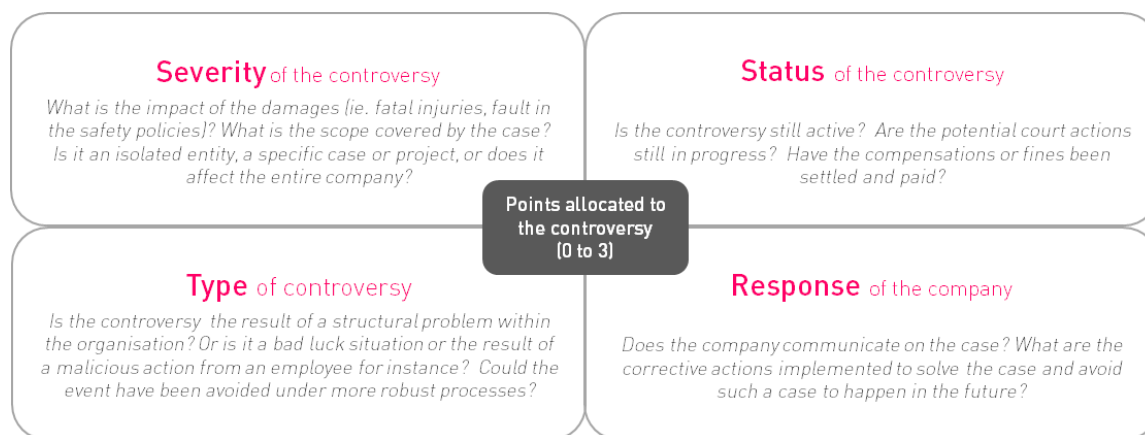 Severity of the controversy
What is the impact of the damages (ie. fatal injuries, fault in
the safety policies)? What is the scope covered by the case?
Is it an isolated entity, a specific case or project, or does it
affect the entire company?
Status of the controversy
Is the controversy still active? Are the potential court actions
still in progress? Have the compensations or fines been
settled and paid?
Points allocated to
the controversy
(0 to 3)
Type of controversy
Is the controversy the result of a structural problem within
the organisation? Or is it a bad luck situation or the result of
a malicious action from an employee for instance? Could the
event have been avoided under more robust processes?
Response of the company
Does the company communicate on the case? What are the
corrective actions implemented to solve the case and avoid
such a case to happen in the future?